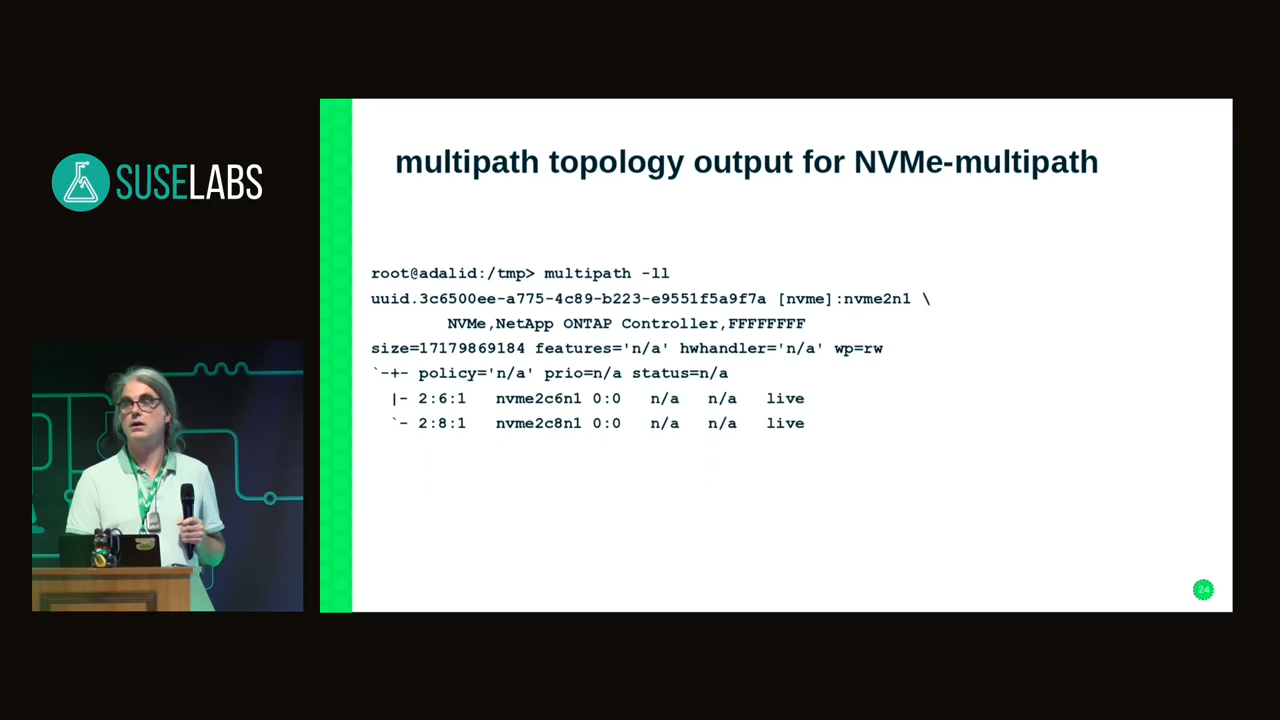 SUSELABS
multipath topology output for NVMe-multipath
root@adalid:/tmp> multipath -ll
uuid.3c6500ee-a775-4c89-b223-e9551f5a9f7a [nvme]:nvme2n1 \
NVMe,NetApp ONTAP Controller,FFFFFFFF
size=17179869184 features='n/a' hwhandler='n/a' wp=rw
`-+- policy='n/a' prio=n/a status=n/a
|- 2:6:1 nvme2c6n1 0:0 n/a n/a live
`- 2:8:1 nvme2c8n1 0:0 n/a n/a live
24